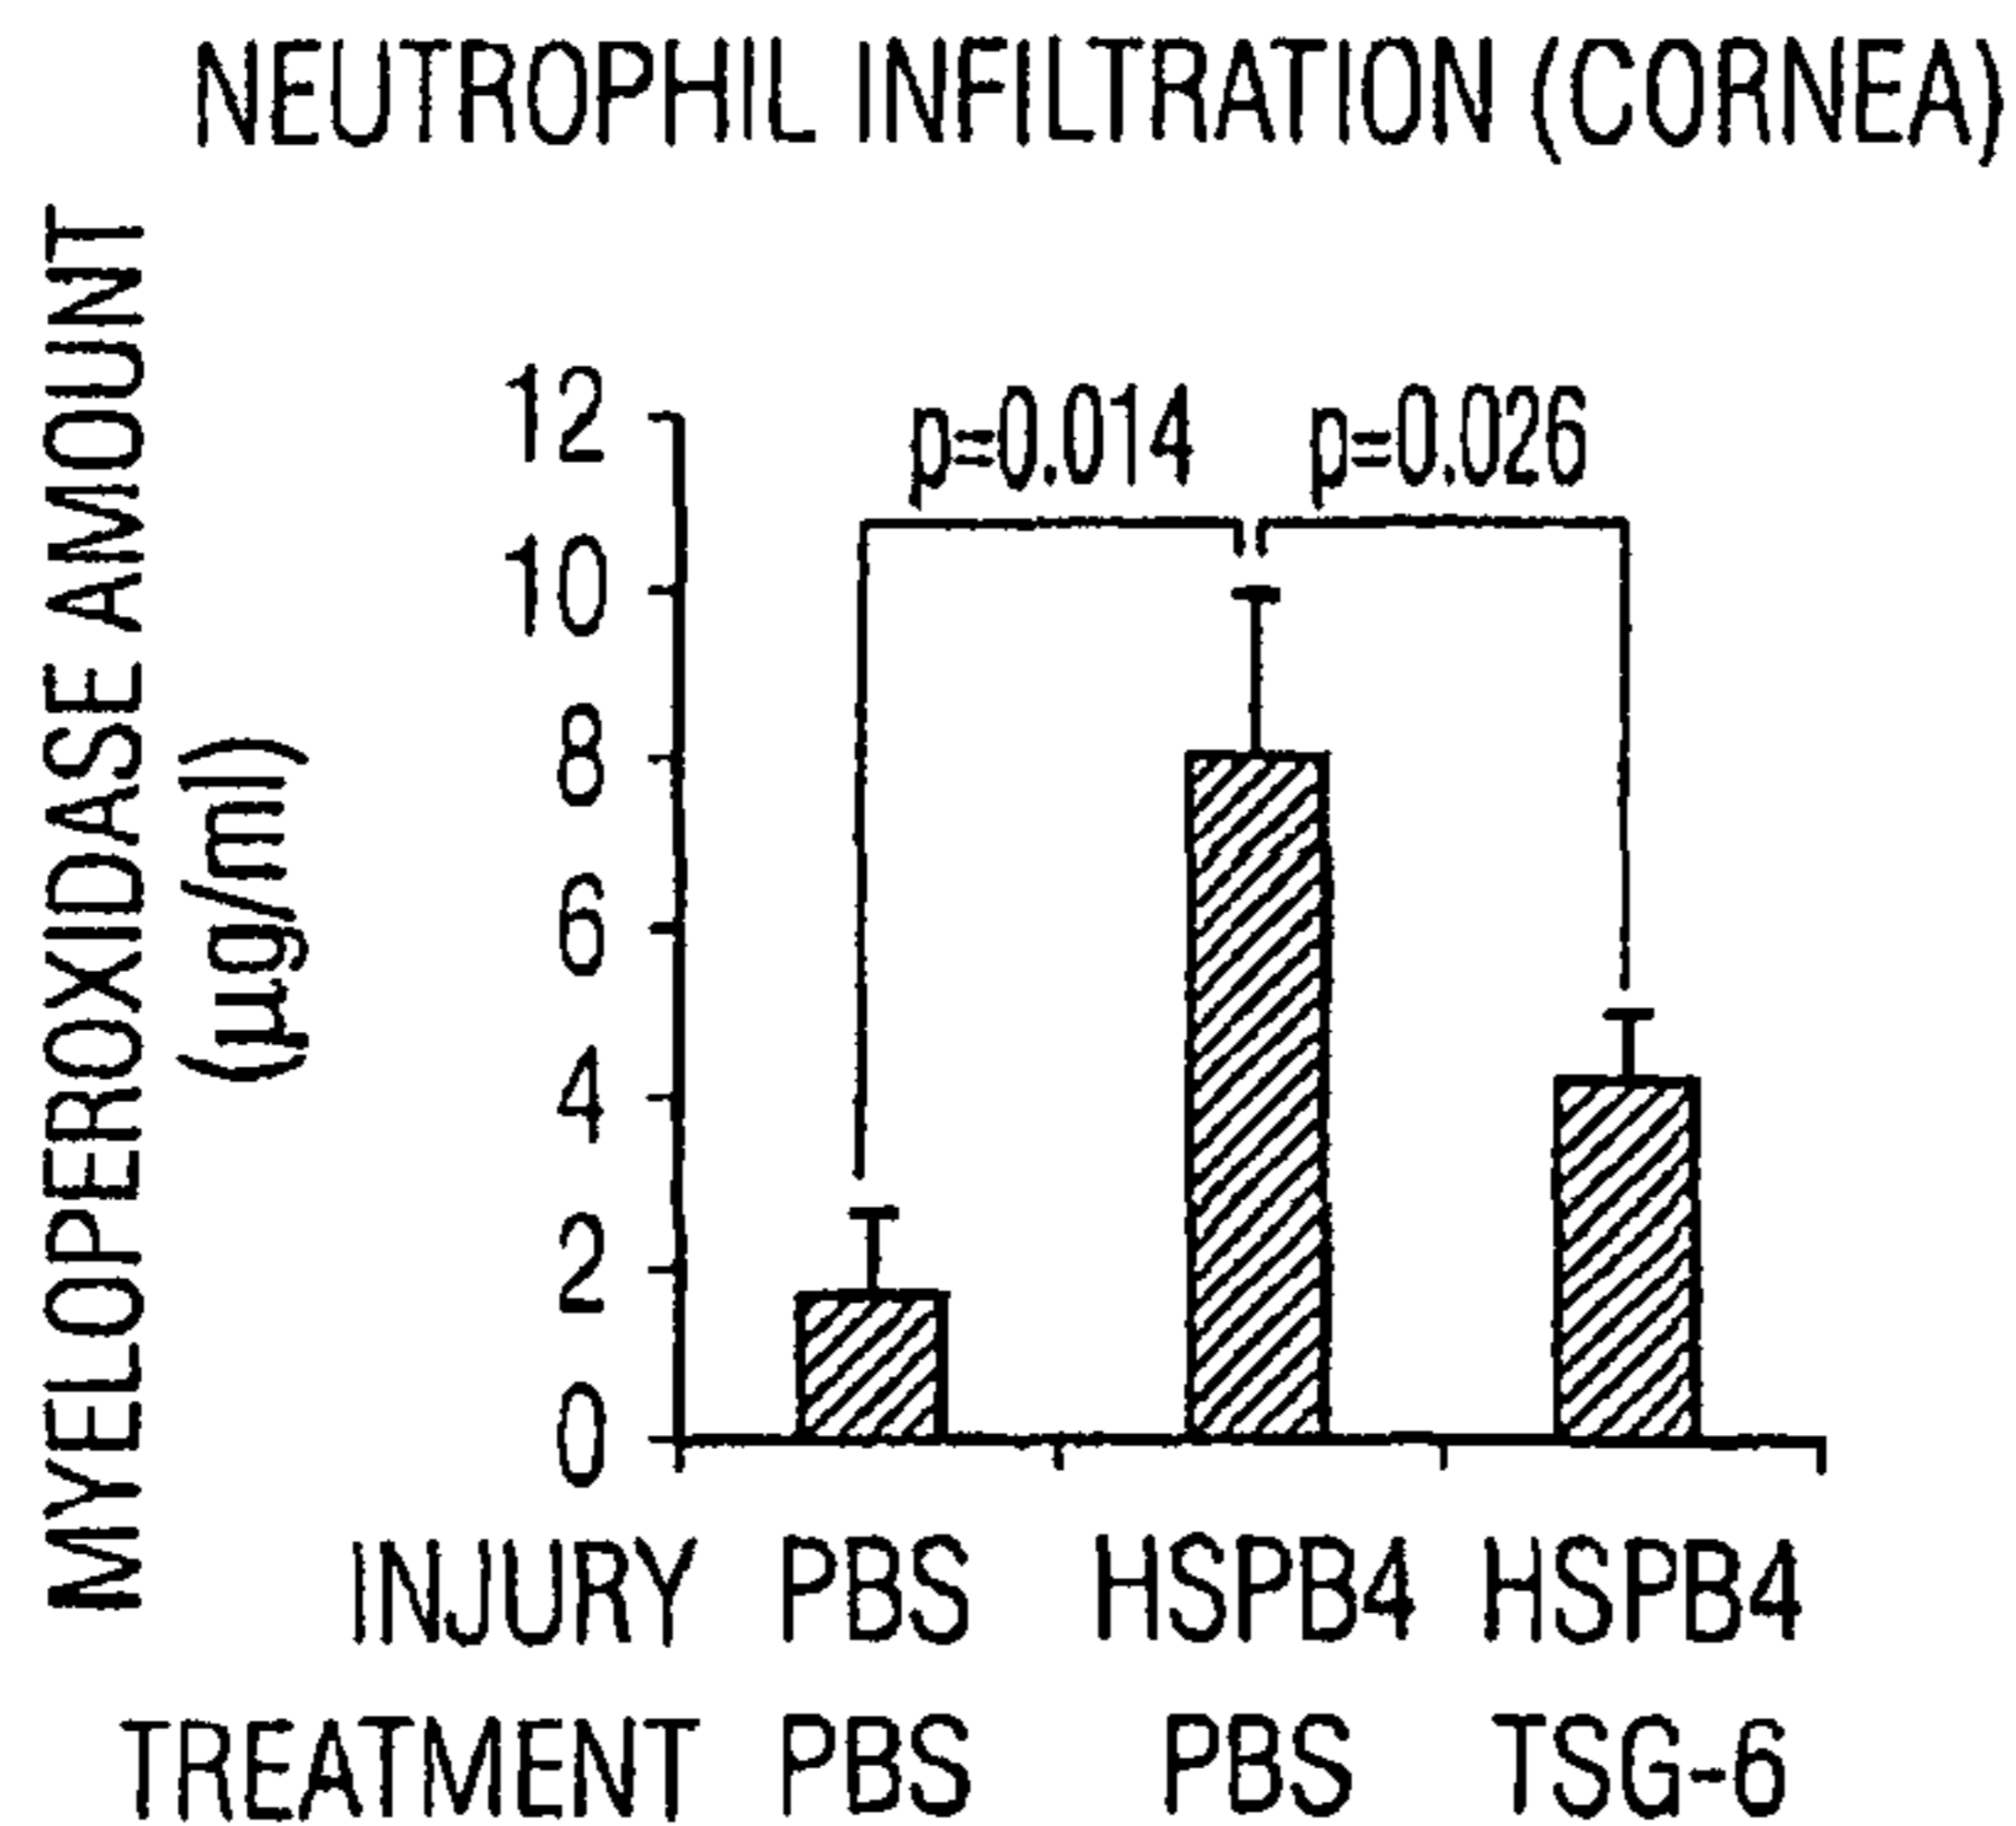 NEUTROPHIL INFILTRATION (CORNEA)
MYELOPEROXIDASE AMOUNT
(µg/ml)
12
10
8
6
4
2
0
p=0.014 p=0.026
INJURY PBS HSPB4 HSPB4
TREATMENT PBS PBS TSG-6